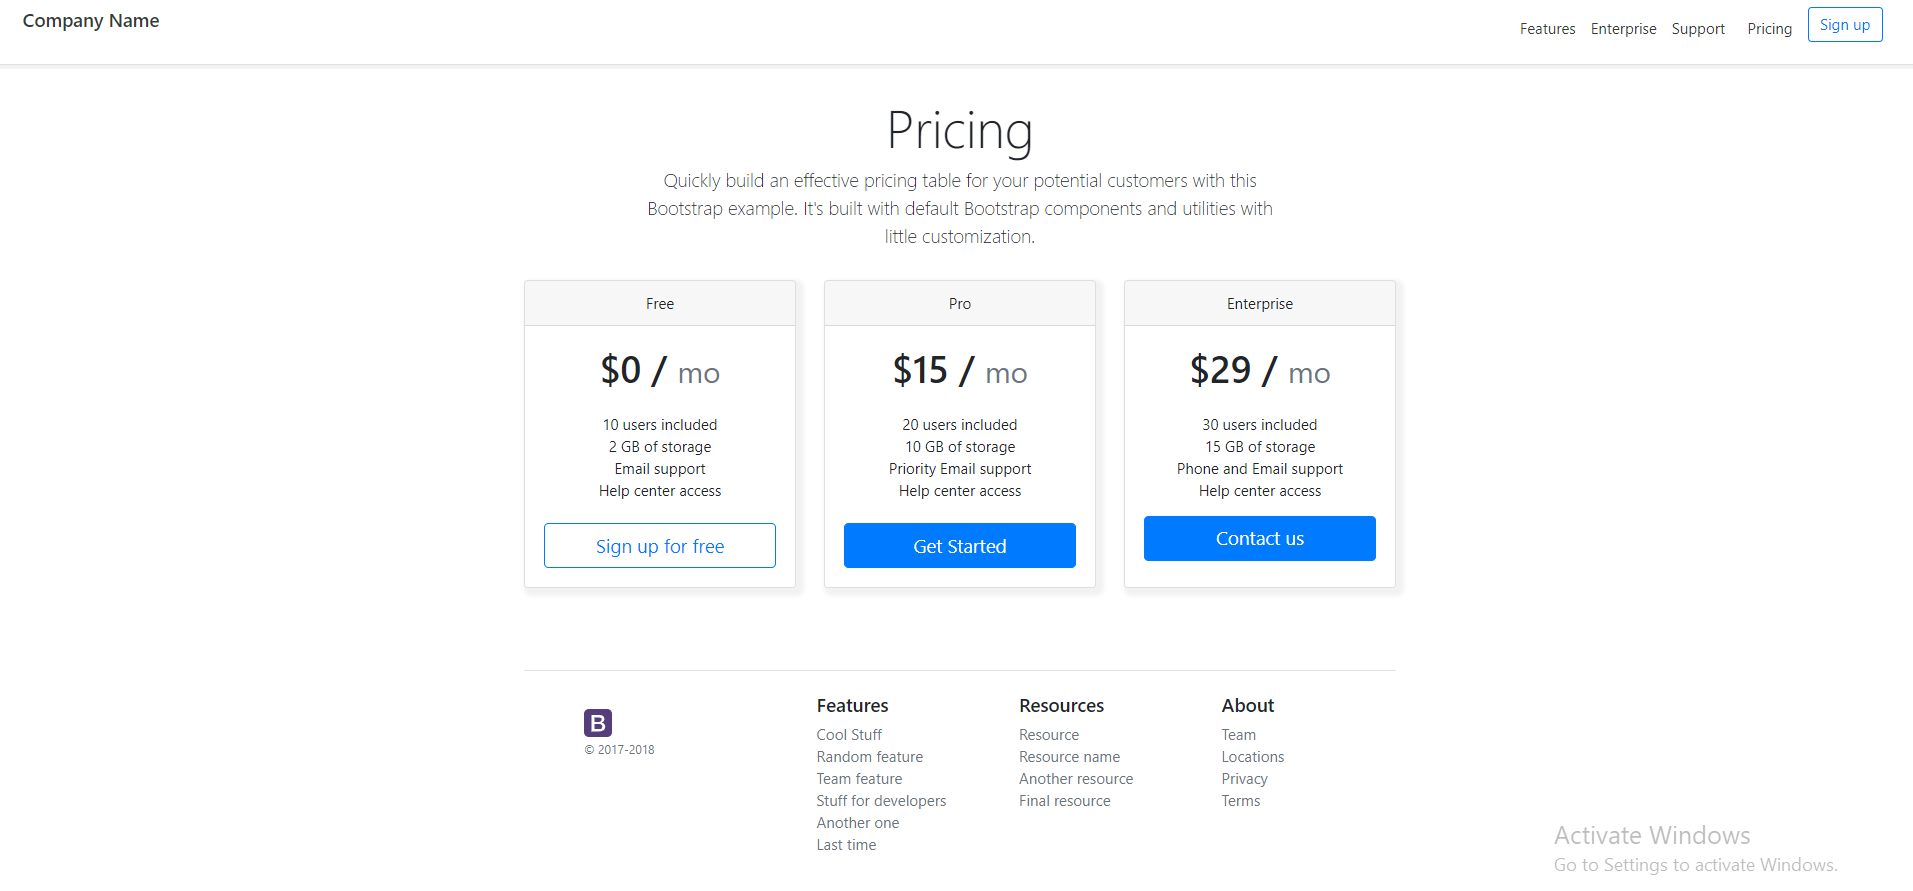 Company Name
Features Enterprise Support Pricing Sign up
Pricing
Quickly build an effective pricing table for your potential customers with this
Bootstrap example. It's built with default Bootstrap components and utilities with
little customization.
Free
$0 / mo
10 users included
2 GB of storage
Email support
Help center access
Sign up for free
Pro
$15 / mo
20 users included
10 GB of storage
Priority Email support
Help center access
Get Started
Enterprise
$29 / mo
30 users included
15 GB of storage
Phone and Email support
Help center access
Contact us
B
© 2017-2018
Features
Cool Stuff
Random feature
Team feature
Stuff for developers
Another one
Last time
Resources
Resource
Resource name
Another resource
Final resource
About
Team
Locations
Privacy
Terms
Activate Windows
Go to Settings to activate Windows.